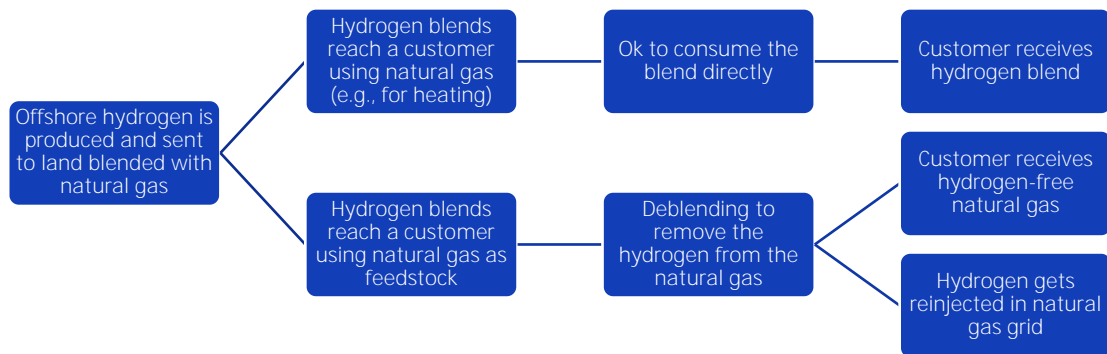 Offshore hydrogen is
produced and sent
to land blended with
natural gas
Hydrogen blends
reach a customer
using natural gas
(e.g., for heating)
Ok to consume the
blend directly
Customer receives
hydrogen blend
Hydrogen blends
reach a customer
using natural gas as
feedstock
Deblending to
remove the
hydrogen from the
natural gas
Customer receives
hydrogen-free
natural gas
Hydrogen gets
reinjected in natural
gas grid